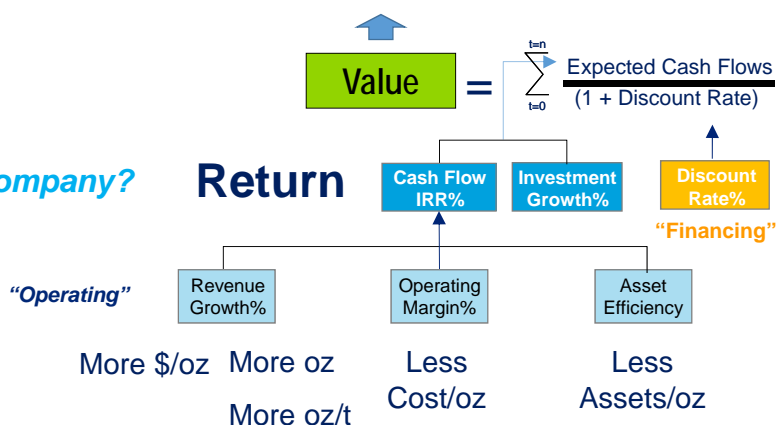 t=n
Value = ∑ Expected Cash Flows
(1 + Discount Rate)
t=0
ompany?
Return
Cash Flow
IRR%
Investment
Growth%
Discount
Rate%
“Financing”
“Operating”
Revenue
Growth%
Operating
Margin%
Asset
Efficiency
More $/oz
More oz
More oz/t
Less
Cost/oz
Less
Assets/oz